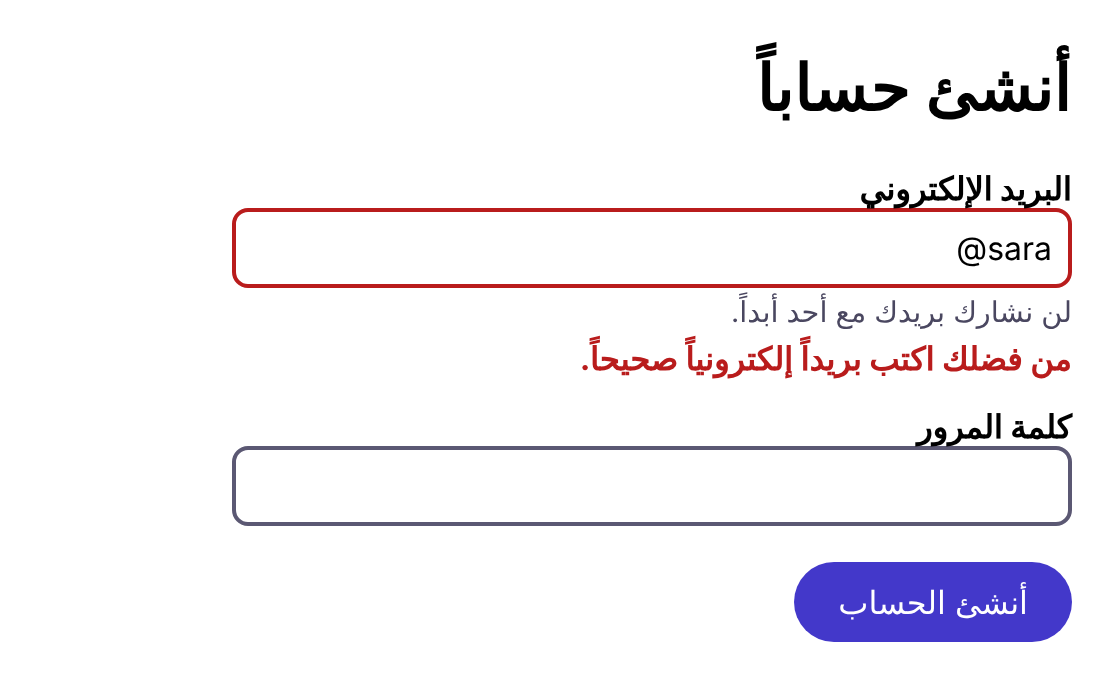 أنشئ حساباً
البريد الإلكتروني
@sara
لن نشارك بريدك مع أحد أبداً.
من فضلك اكتب بريداً إلكترونياً صحيحاً.
كلمة المرور
أنشئ الحساب